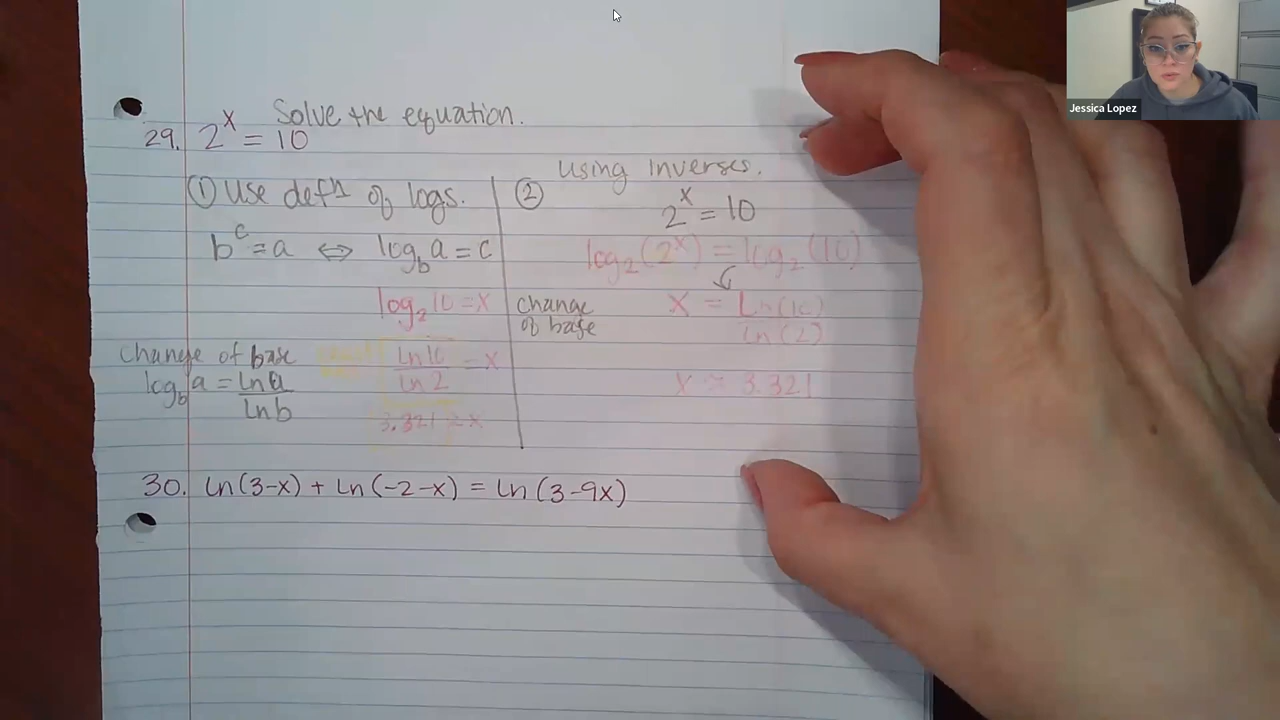 Solve the equation.
29. 2^x = 10
① Use defn of logs.
b^c = a ⇔ log_b a = c
log_2 10 = x
Change of base
log_b a = ln a / ln b
ln 10 / ln 2 = x
3.321 ≈ x
② using inverses.
2^x = 10
log_2(2^x) = log_2(10)
change of base
x = ln(10) / ln(2)
x ≈ 3.321
30. ln(3-x) + ln(-2-x) = ln(3-9x)
Jessica Lopez